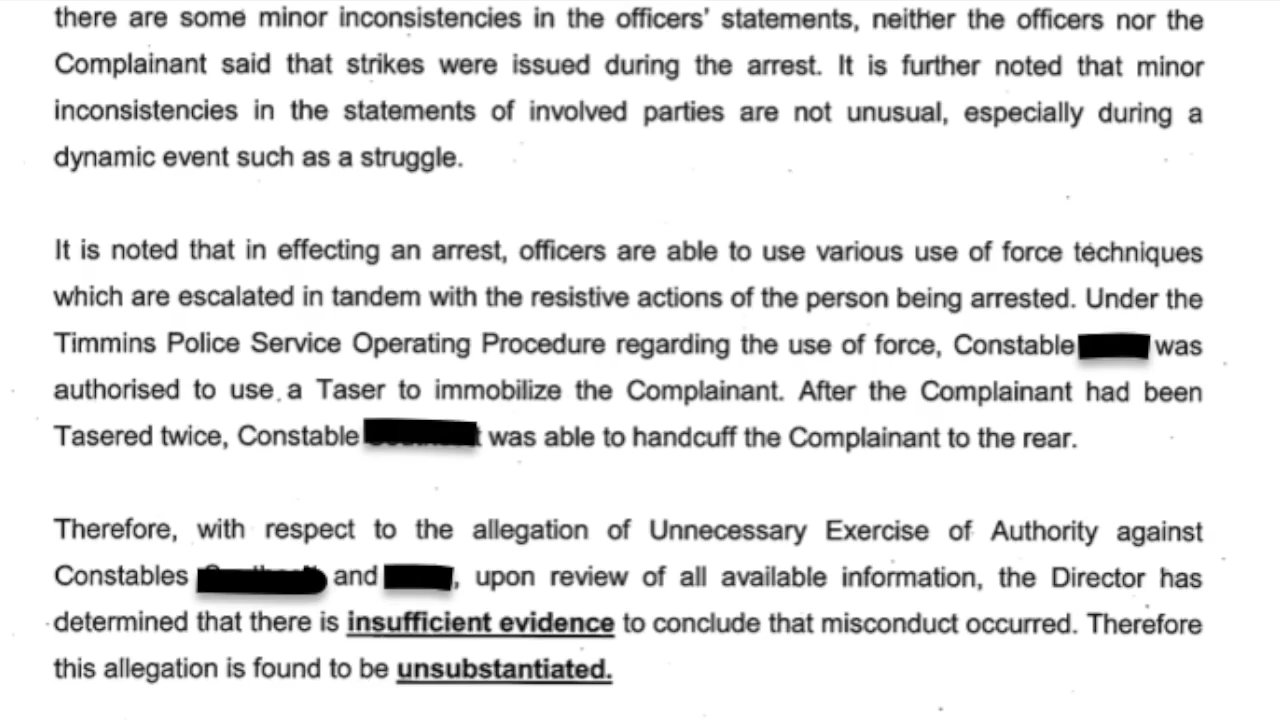 there are some minor inconsistencies in the officers' statements, neither the officers nor the
Complainant said that strikes were issued during the arrest. It is further noted that minor
inconsistencies in the statements of involved parties are not unusual, especially during a
dynamic event such as a struggle.
It is noted that in effecting an arrest, officers are able to use various use of force techniques
which are escalated in tandem with the resistive actions of the person being arrested. Under the
Timmins Police Service Operating Procedure regarding the use of force, Constable was
authorised to use a Taser to immobilize the Complainant. After the Complainant had been
Tasered twice, Constable was able to handcuff the Complainant to the rear.
Therefore, with respect to the allegation of Unnecessary Exercise of Authority against
Constables and , upon review of all available information, the Director has
determined that there is insufficient evidence to conclude that misconduct occurred. Therefore
this allegation is found to be unsubstantiated.